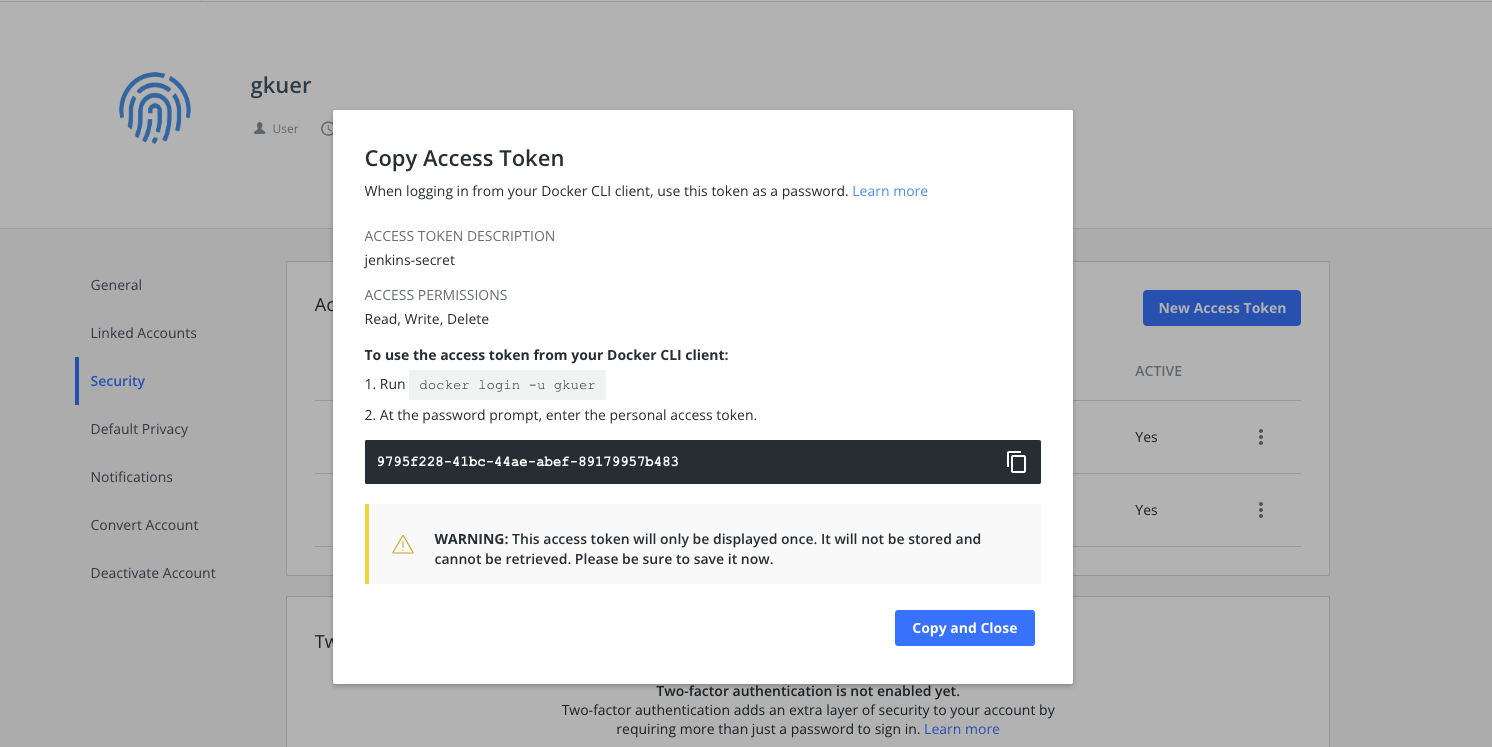 gkuer
User
Copy Access Token
When logging in from your Docker CLI client, use this token as a password. Learn more
ACCESS TOKEN DESCRIPTION
jenkins-secret
ACCESS PERMISSIONS
Read, Write, Delete
To use the access token from your Docker CLI client:
1. Run docker login -u gkuer
2. At the password prompt, enter the personal access token.
9795f228-41bc-44ae-abef-89179957b483
WARNING: This access token will only be displayed once. It will not be stored and
cannot be retrieved. Please be sure to save it now.
Copy and Close
General
Linked Accounts
Security
Default Privacy
Notifications
Convert Account
Deactivate Account
Ac
New Access Token
ACTIVE
Yes
Yes
Tw
Two-factor authentication is not enabled yet.
Two-factor authentication adds an extra layer of security to your account by
requiring more than just a password to sign in. Learn more